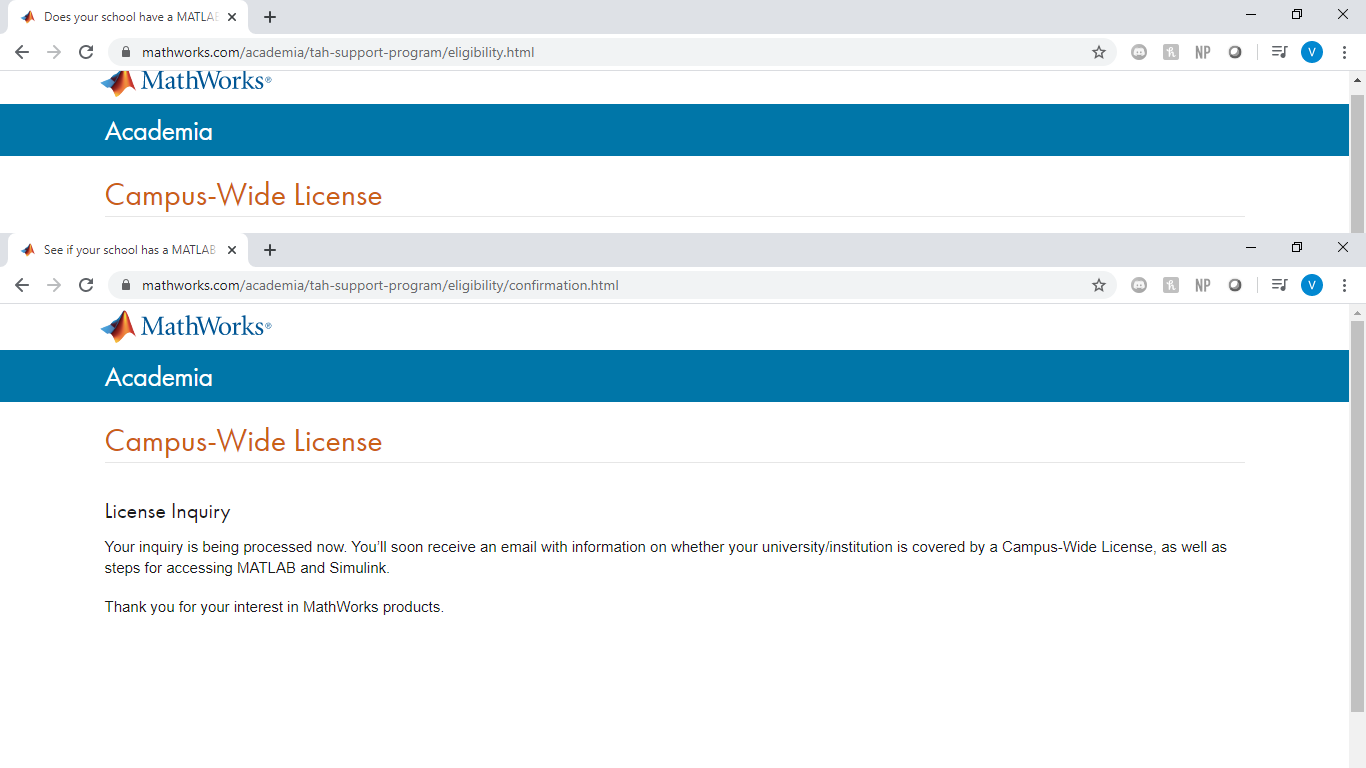 Does your school have a MATLA
mathworks.com/academia/tah-support-program/eligibility.html
NP
V
MathWorks®
Academia
Campus-Wide License
See if your school has a MATLAB
mathworks.com/academia/tah-support-program/eligibility/confirmation.html
NP
V
MathWorks®
Academia
Campus-Wide License
License Inquiry
Your inquiry is being processed now. You’ll soon receive an email with information on whether your university/institution is covered by a Campus-Wide License, as well as
steps for accessing MATLAB and Simulink.
Thank you for your interest in MathWorks products.